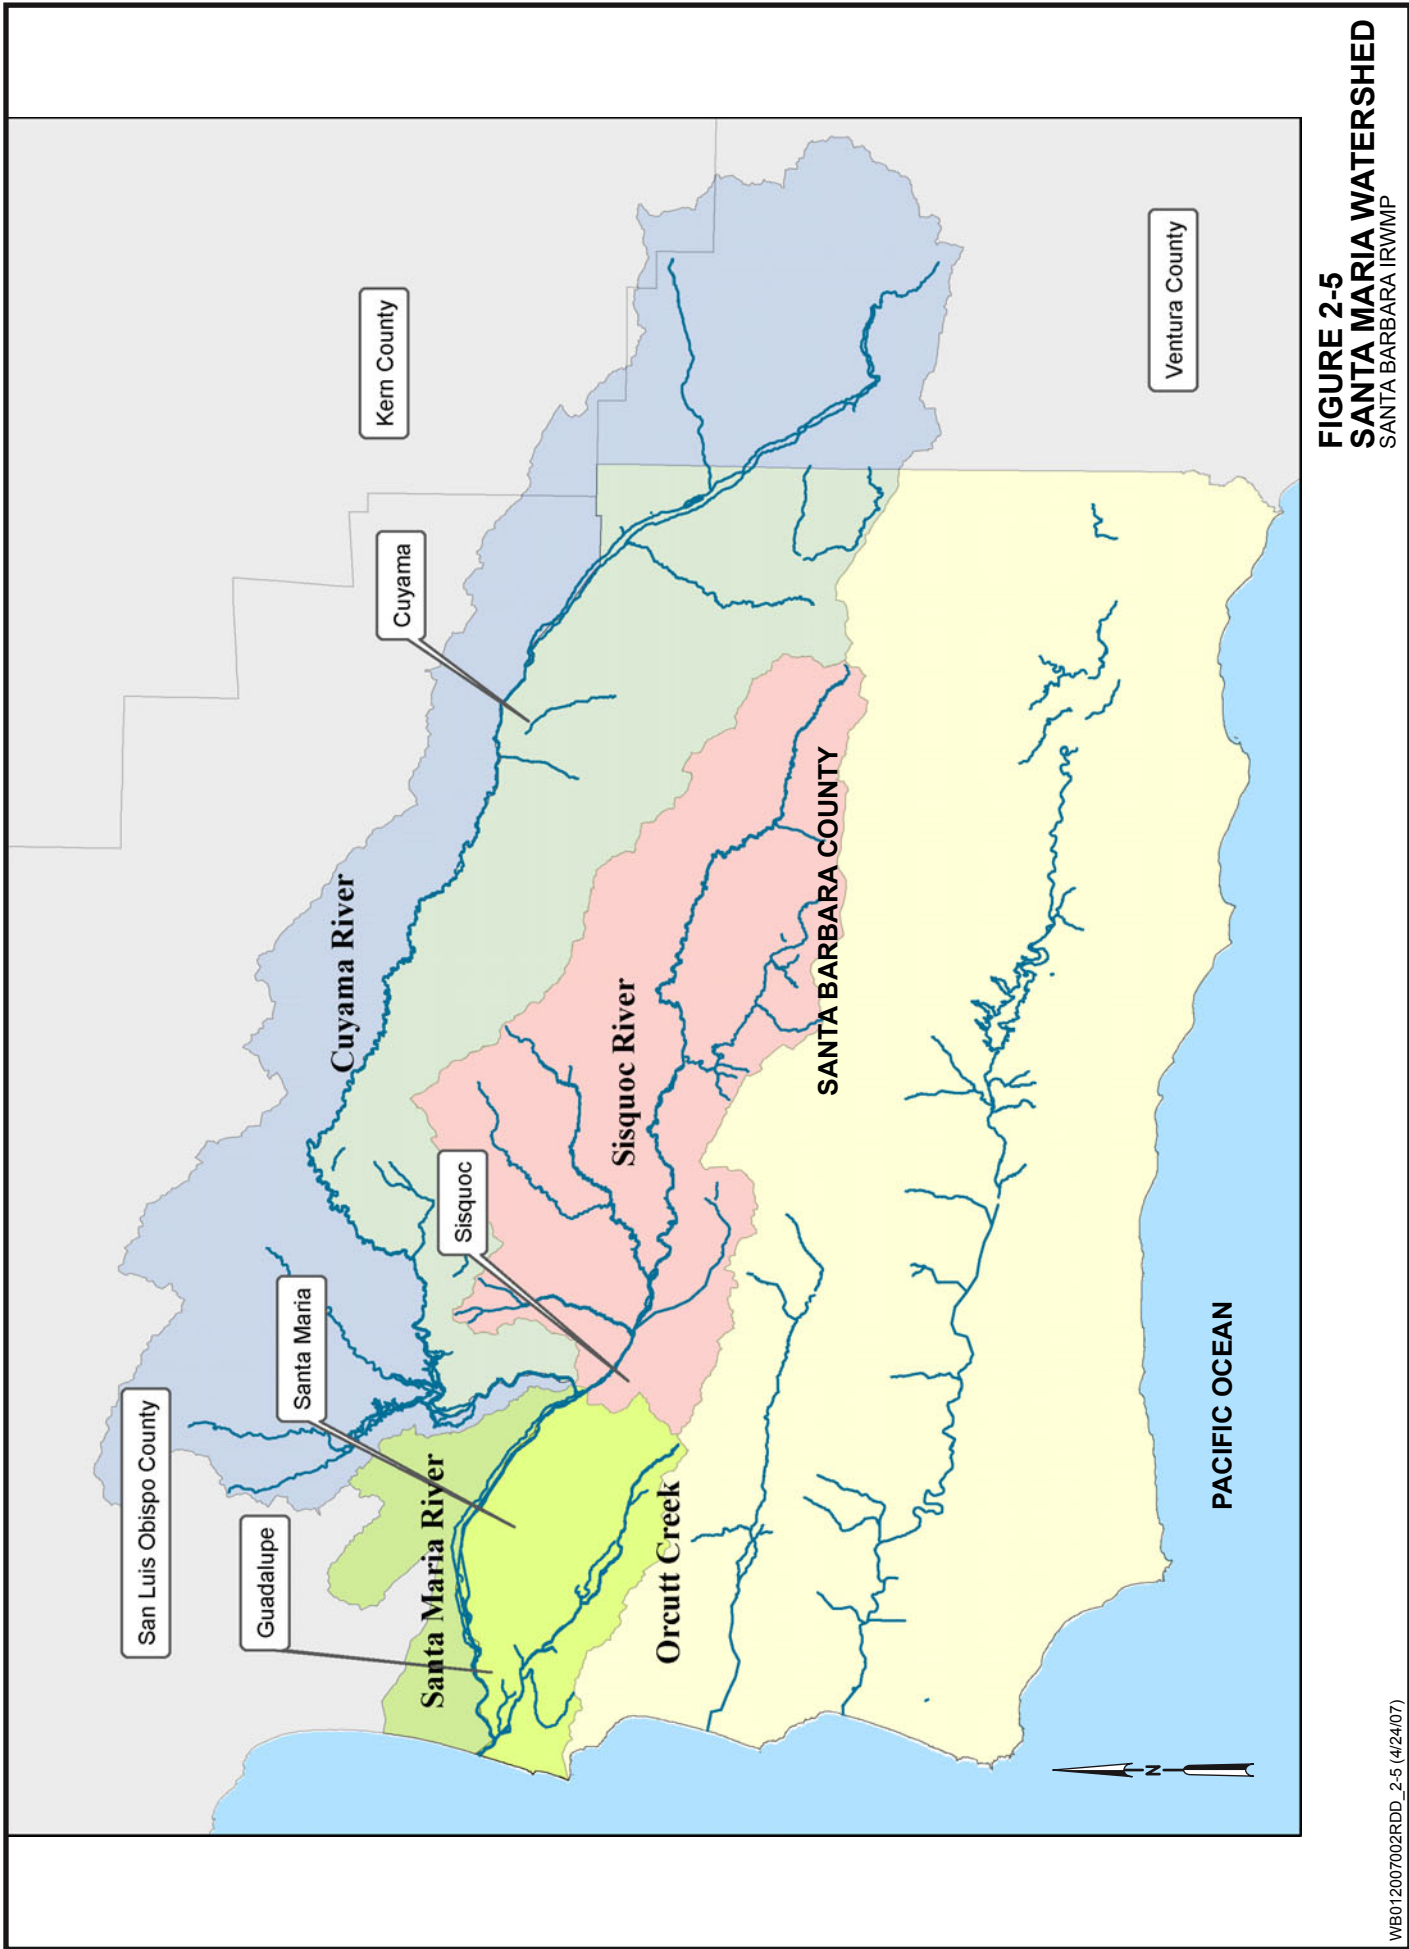 San Luis Obispo County
Kern County
Guadalupe
Santa Maria
Cuyama
Cuyama River
Santa Maria River
Sisquoc
Sisquoc River
Orcutt Creek
SANTA BARBARA COUNTY
Ventura County
PACIFIC OCEAN
N
FIGURE 2-5
SANTA MARIA WATERSHED
SANTA BARBARA IRWMP
WB012007002RDD_2-5 (4/24/07)